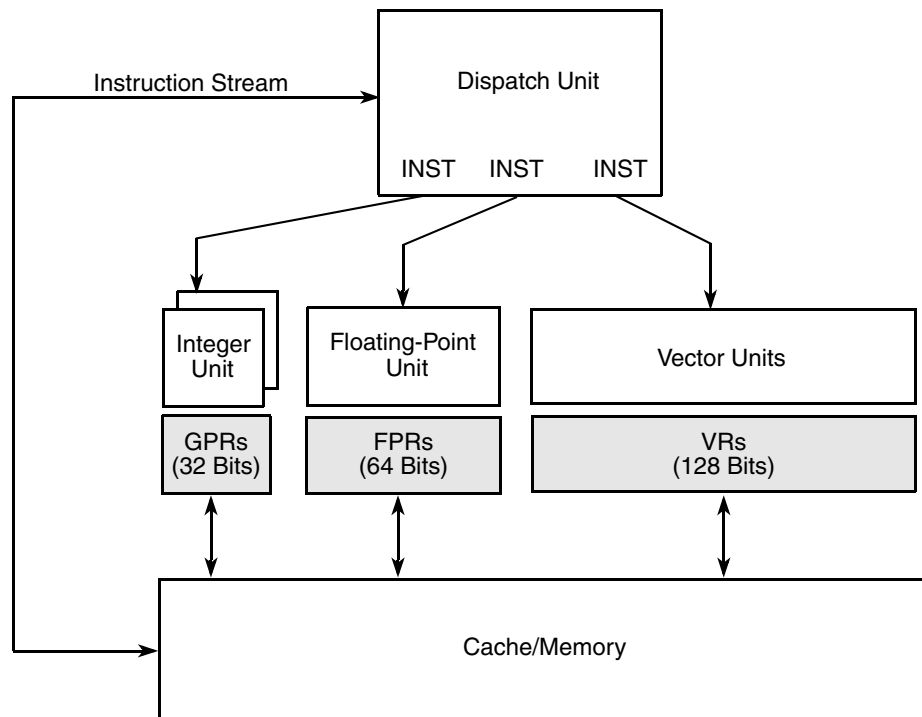 Instruction Stream
Dispatch Unit
INST INST INST
Integer
Unit
Floating-Point
Unit
Vector Units
GPRs
(32 Bits)
FPRs
(64 Bits)
VRs
(128 Bits)
Cache/Memory